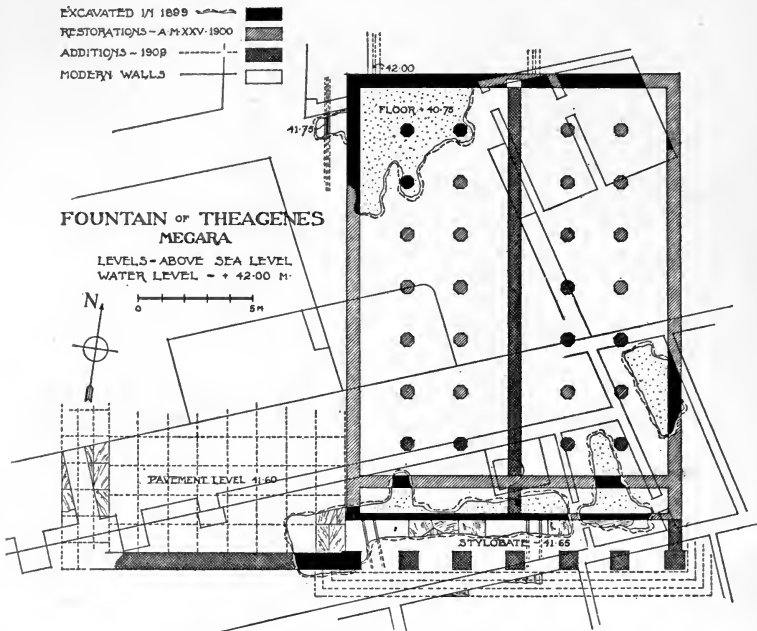 EXCAVATED IN 1899
RESTORATIONS - A·M·XXV·1900
ADDITIONS - 1909
MODERN WALLS
42·00
FLOOR + 40·75
41·75
FOUNTAIN OF THEAGENES
MEGARA
LEVELS - ABOVE SEA LEVEL
WATER LEVEL - + 42·00 M·
N
0 5M
PAVEMENT LEVEL 41·60
STYLOBATE - 41·65